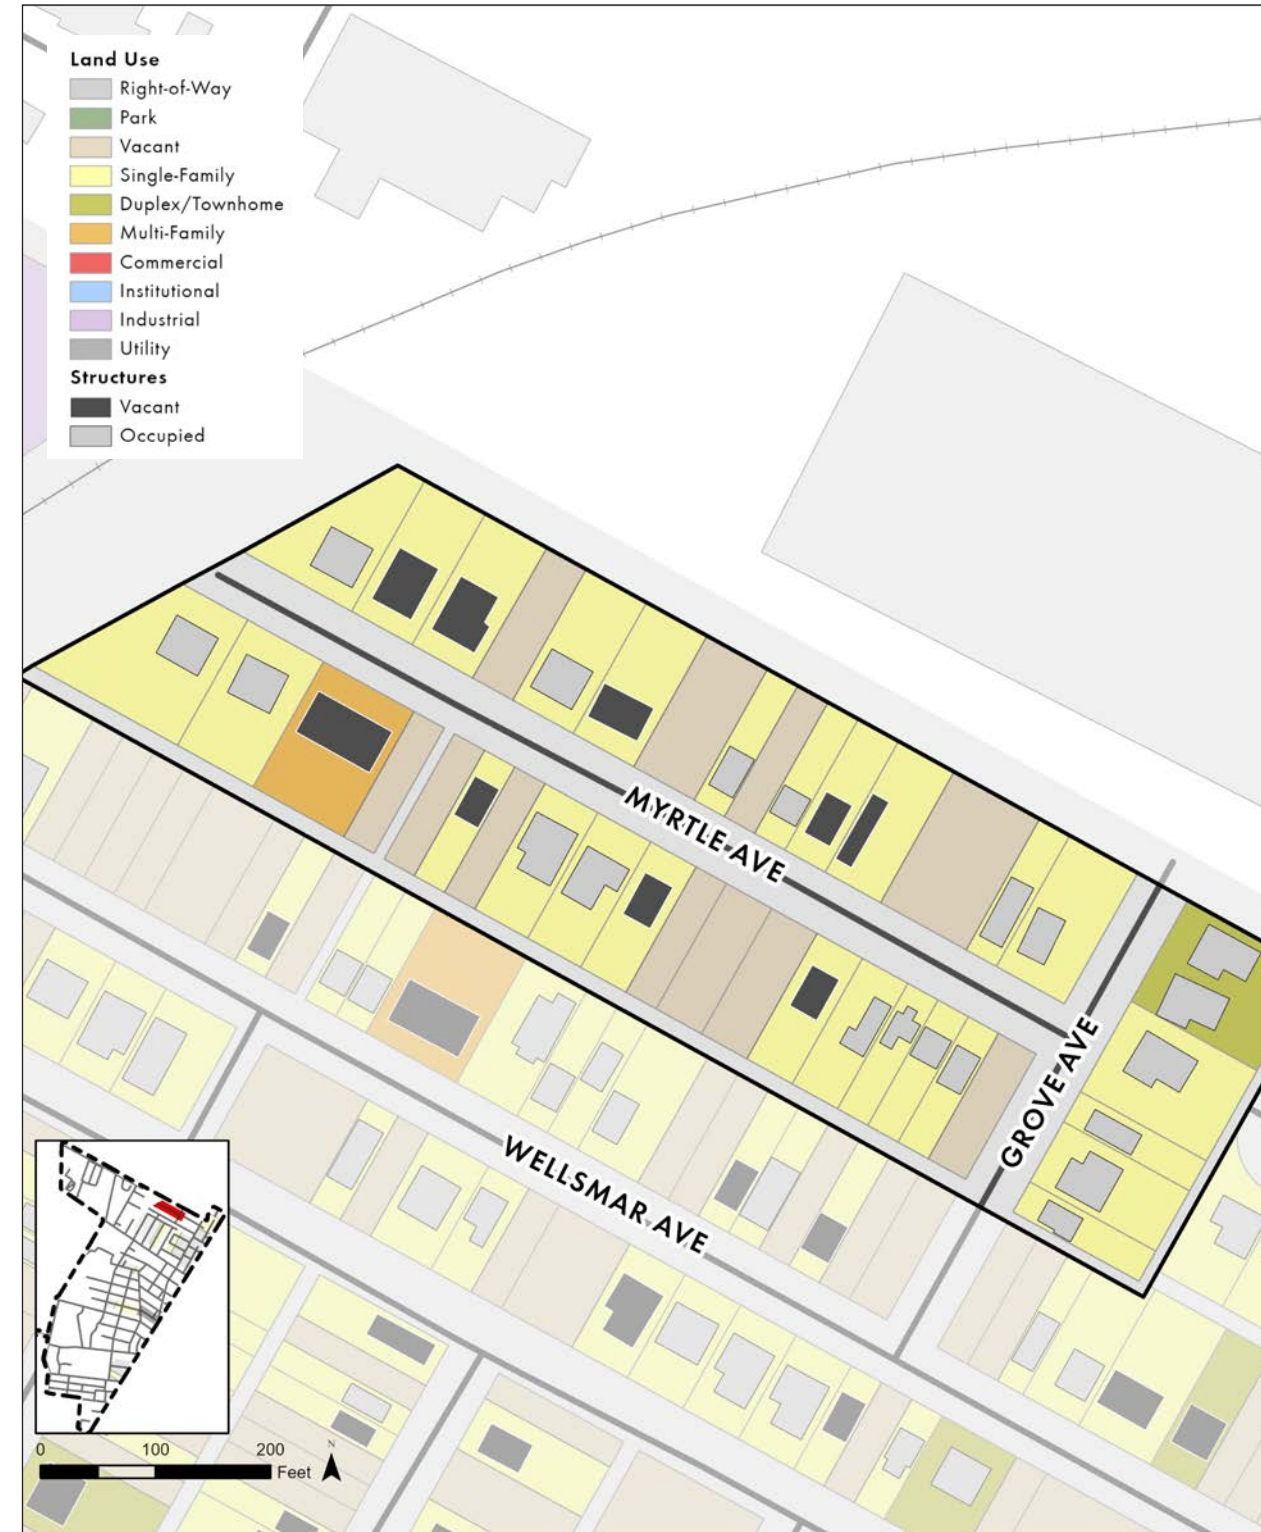 Land Use
Right-of-Way
Park
Vacant
Single-Family
Duplex/Townhome
Multi-Family
Commercial
Institutional
Industrial
Utility
Structures
Vacant
Occupied
MYRTLE AVE
GROVE AVE
WELLSMAR AVE
0 100 200
Feet
N